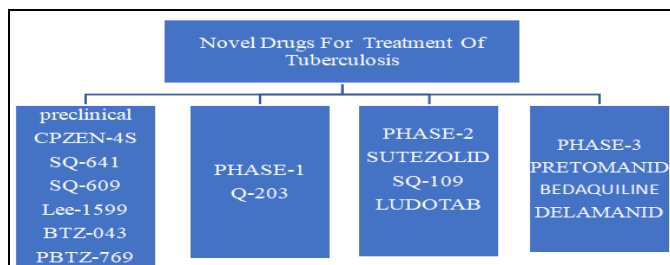 Novel Drugs For Treatment Of
Tuberculosis
preclinical
CPZEN-4S
SQ-641
SQ-609
Lee-1599
BTZ-043
PBTZ-769
PHASE-1
Q-203
PHASE-2
SUTEZOLID
SQ-109
LUDOTAB
PHASE-3
PRETOMANID
BEDAQUILINE
DELAMANID